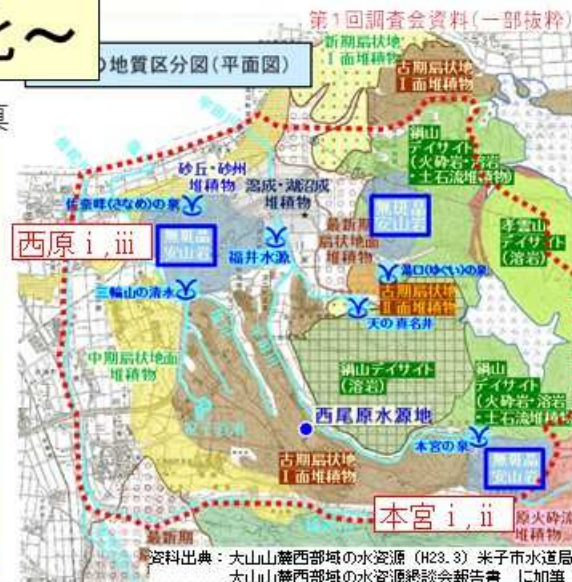 化～
第1回調査会資料(一部抜粋)
の地質区分図(平面図)
新期扇状地
Ⅰ面堆積物
古期扇状地
Ⅰ面堆積物
鍋山
デイサイト
(火砕岩・溶岩
・土石流堆積物)
砂丘・砂州
堆積物
潟成・湖沼成
堆積物
佐奈畔(さなめ)の泉
無斑晶
安山岩
無斑晶
安山岩
最新期
扇状地面
堆積物
孝霊山
デイサイト
(溶岩)
西原ⅰ,ⅲ
福井水源
湯口(ゆぐい)の泉
三輪山の清水
古期扇状地
Ⅱ面堆積物
天の真名井
中期扇状地面
堆積物
鍋山デイサイト
(溶岩)
鍋山
デイサイト
(火砕岩・溶岩
・土石流堆積物
西尾原水源地
本宮の泉
古期扇状地
Ⅰ面堆積物
無斑晶
安山岩
本宮ⅰ,ⅱ
最新期
原火砕流
堆積物
資料出典：大山山麓西部域の水資源（H23.3）米子市水道局
大山山麓西部域の水資源懇談会報告書　に加筆